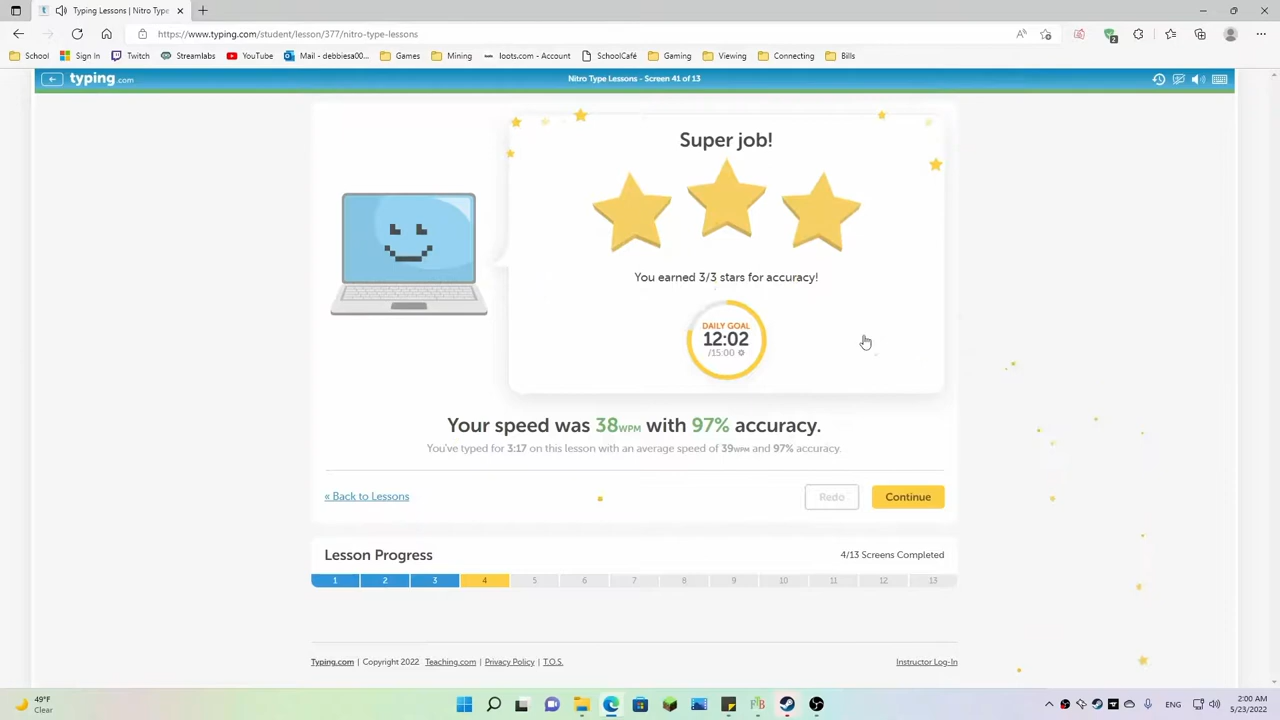 Typing Lessons | Nitro Type
https://www.typing.com/student/lesson/377/nitro-type-lessons
School Sign In Twitch Streamlabs YouTube Mail - debbiesa00... Games Mining loots.com - Account SchoolCafé Gaming Viewing Connecting Bills
typing.com
Nitro Type Lessons - Screen 41 of 13
Super job!
You earned 3/3 stars for accuracy!
DAILY GOAL
12:02
/15:00
Your speed was 38WPM with 97% accuracy.
You've typed for 3:17 on this lesson with an average speed of 39WPM and 97% accuracy.
« Back to Lessons
Redo
Continue
Lesson Progress
4/13 Screens Completed
1 2 3 4 5 6 7 8 9 10 11 12 13
Typing.com | Copyright 2022 Teaching.com | Privacy Policy | T.O.S.
Instructor Log-In
49°F
Clear
ENG
2:00 AM
5/23/2022